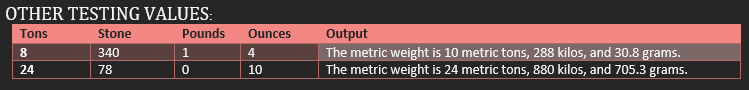 OTHER TESTING VALUES:
Tons Stone Pounds Ounces Output
8 340 1 4 The metric weight is 10 metric tons, 288 kilos, and 30.8 grams.
24 78 0 10 The metric weight is 24 metric tons, 880 kilos, and 705.3 grams.